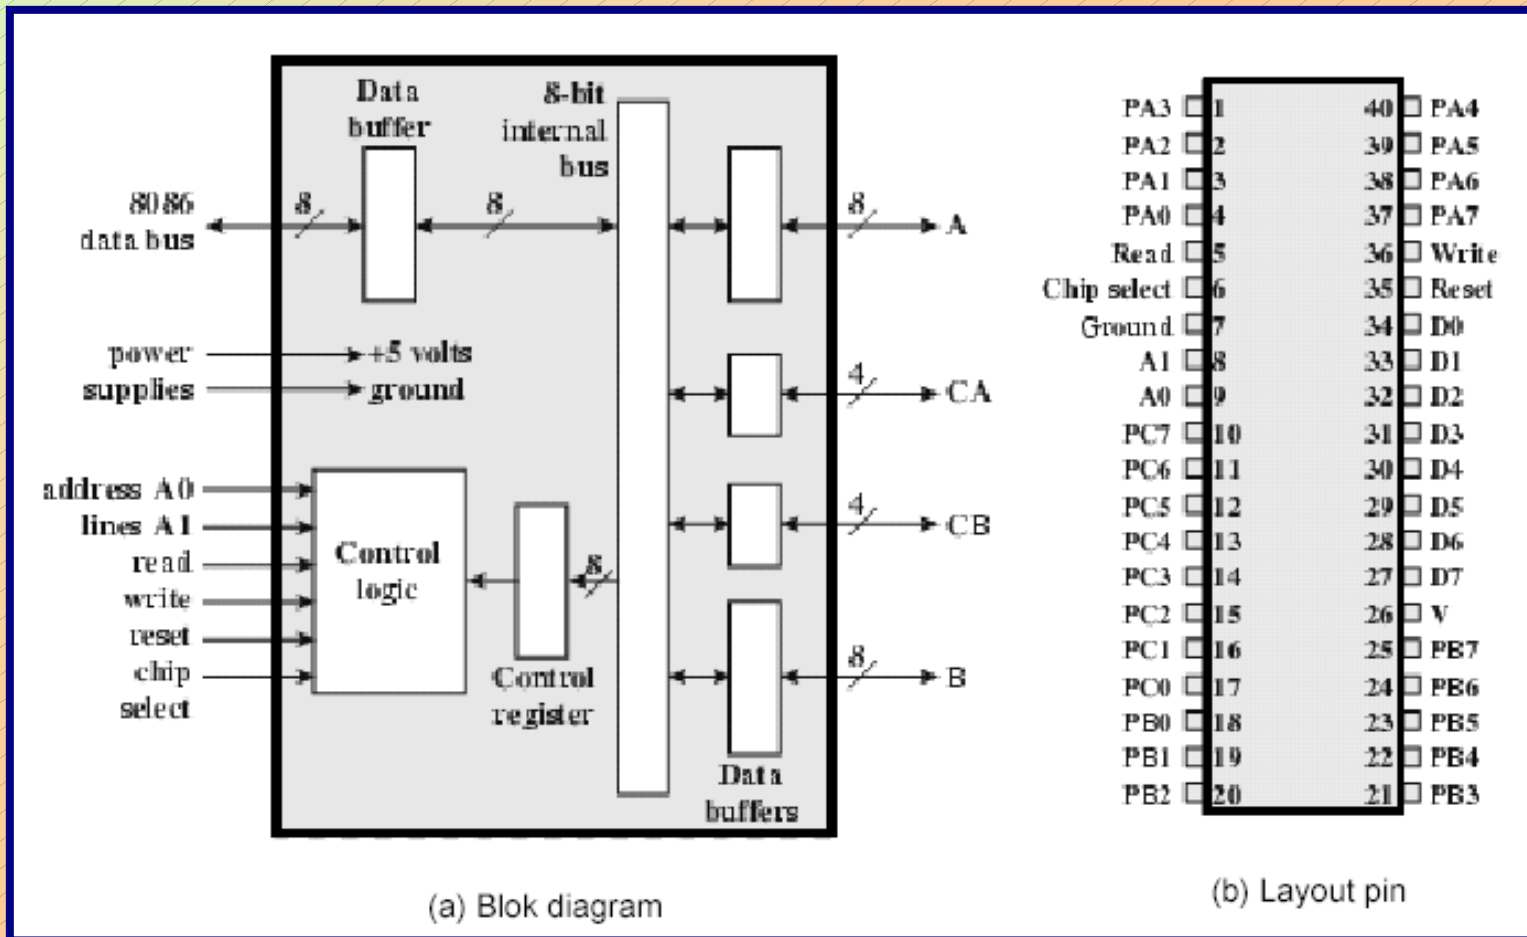 Data
buffer
8-bit
internal
bus
8086
data bus
8
8
8
A
power
supplies
+5 volts
ground
4
CA
address A0
lines A1
read
write
reset
chip
select
Control
logic
8
Control
register
4
CB
8
B
Data
buffers
(a) Blok diagram
PA3 1 40 PA4
PA2 2 39 PA5
PA1 3 38 PA6
PA0 4 37 PA7
Read 5 36 Write
Chip select 6 35 Reset
Ground 7 34 D0
A1 8 33 D1
A0 9 32 D2
PC7 10 31 D3
PC6 11 30 D4
PC5 12 29 D5
PC4 13 28 D6
PC3 14 27 D7
PC2 15 26 V
PC1 16 25 PB7
PC0 17 24 PB6
PB0 18 23 PB5
PB1 19 22 PB4
PB2 20 21 PB3
(b) Layout pin